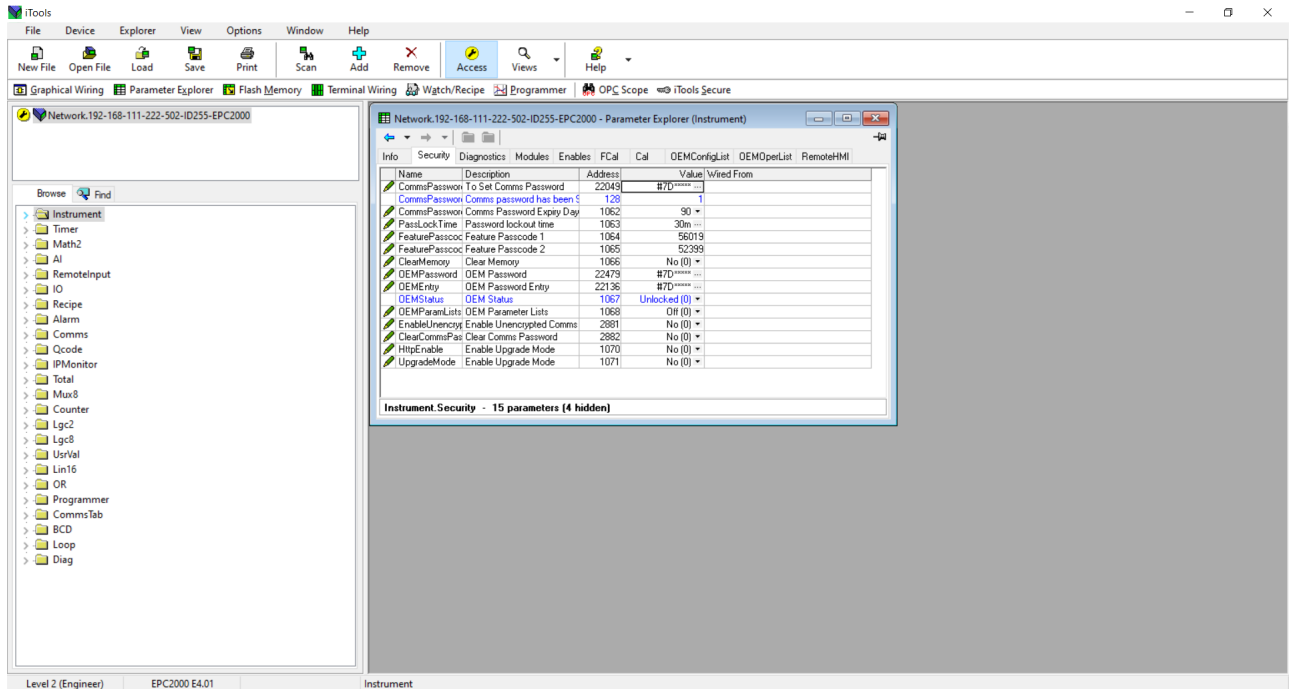 iTools
File Device Explorer View Options Window Help
New File Open File Load Save Print Scan Add Remove Access Views Help
Graphical Wiring Parameter Explorer Flash Memory Terminal Wiring Watch/Recipe Programmer OPC Scope iTools Secure
Network.192-168-111-222-502-ID255-EPC2000
Browse Find
Instrument
Timer
Math2
AI
RemoteInput
IO
Recipe
Alarm
Comms
Qcode
IPMonitor
Total
Mux8
Counter
Lgc2
Lgc8
UsrVal
Lin16
OR
Programmer
CommsTab
BCD
Loop
Diag
Network.192-168-111-222-502-ID255-EPC2000 - Parameter Explorer (Instrument)
Info Security Diagnostics Modules Enables FCal Cal OEMConfigList OEMOperList RemoteHMI
Name Description Address Value Wired From
CommsPasswor To Set Comms Password 22049 #7D***** ...
CommsPasswor Comms password has been S 128 1
CommsPasswor Comms Password Expiry Day 1062 90
PassLockTime Password lockout time 1063 30m ...
FeaturePasscod Feature Passcode 1 1064 56019
FeaturePasscod Feature Passcode 2 1065 52399
ClearMemory Clear Memory 1066 No (0)
OEMPassword OEM Password 22479 #7D***** ...
OEMEntry OEM Password Entry 22136 #7D***** ...
OEMStatus OEM Status 1067 Unlocked (0)
OEMParamLists OEM Parameter Lists 1068 Off (0)
EnableUnencryp Enable Unencrypted Comms 2881 No (0)
ClearCommsPas Clear Comms Password 2882 No (0)
HttpEnable Enable Upgrade Mode 1070 No (0)
UpgradeMode Enable Upgrade Mode 1071 No (0)
Instrument.Security - 15 parameters (4 hidden)
Level 2 (Engineer) EPC2000 E4.01 Instrument